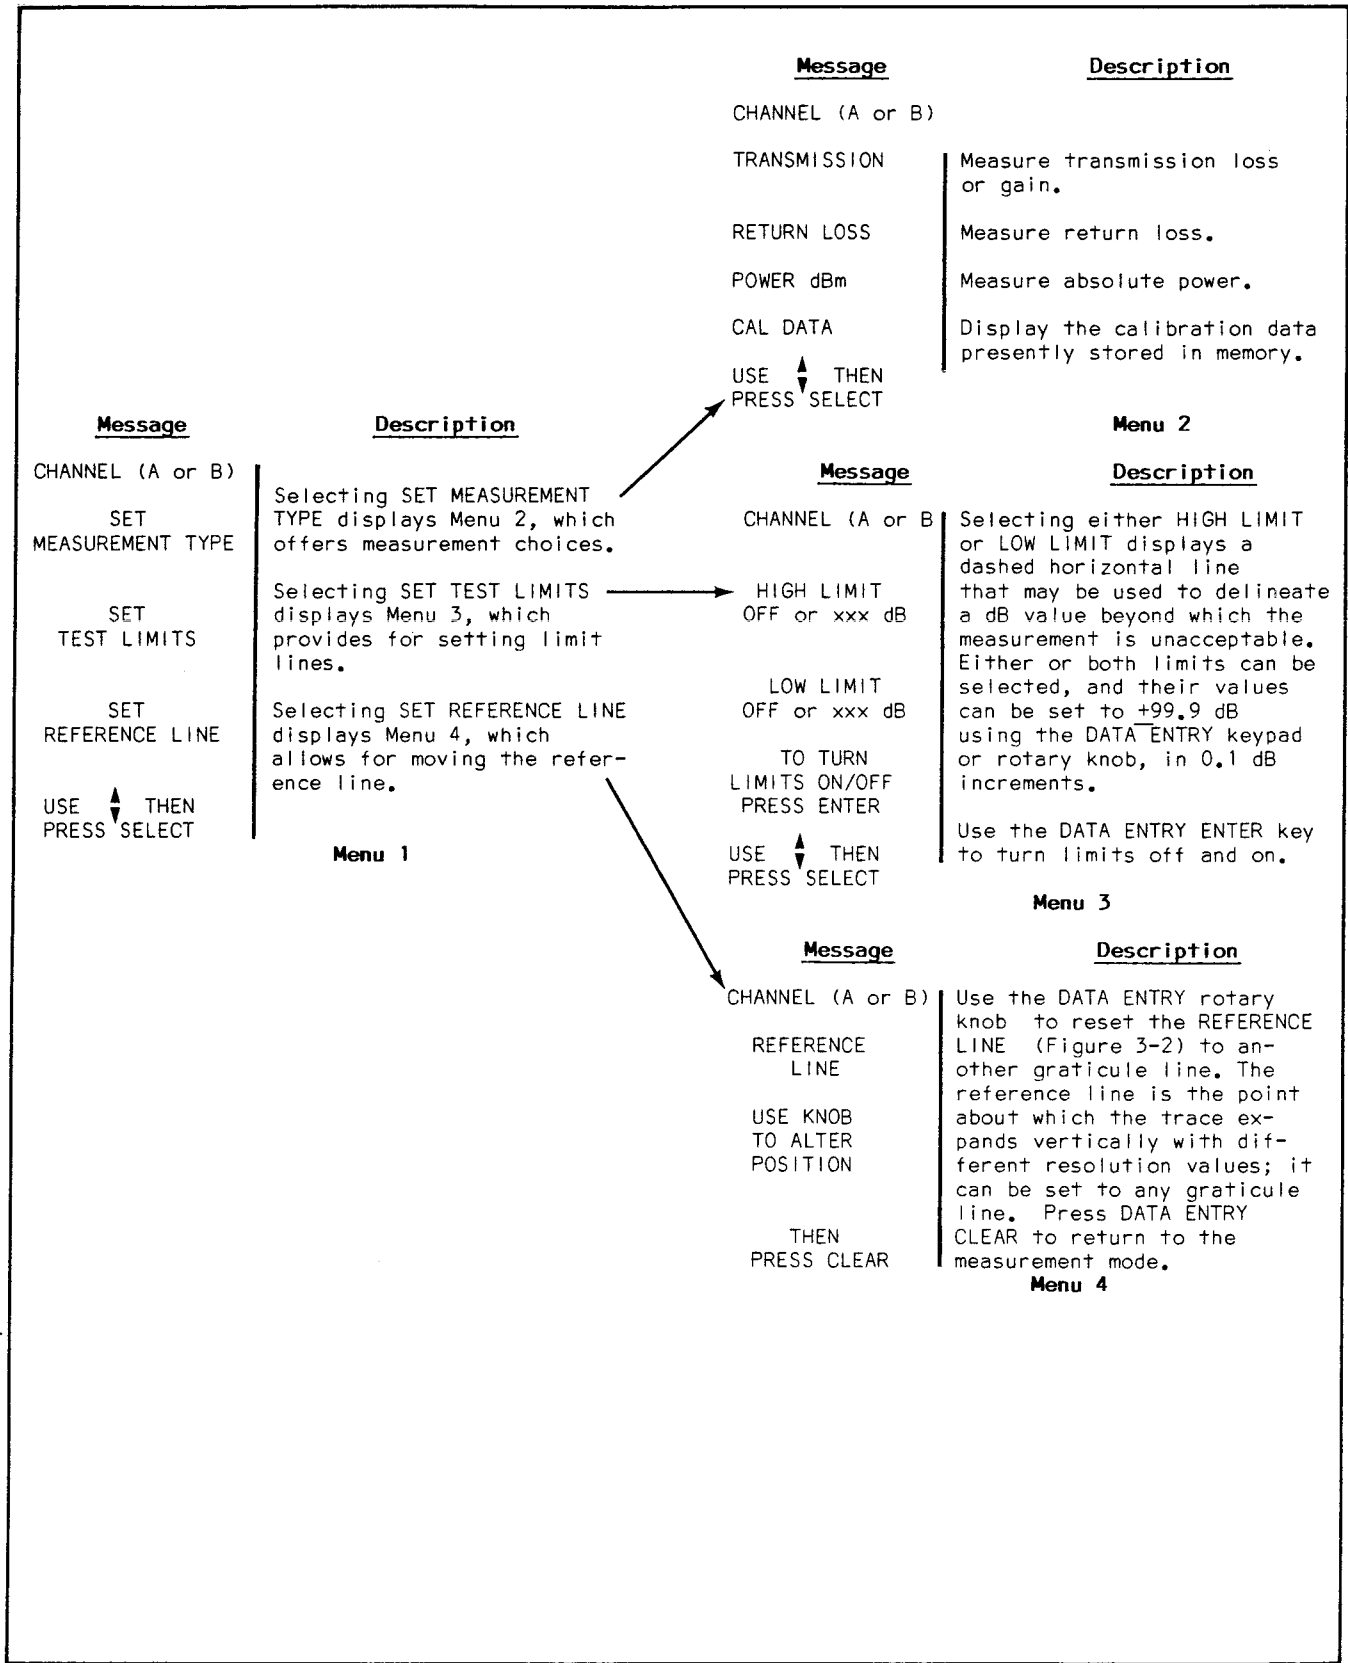 Message Description
CHANNEL (A or B)
TRANSMISSION Measure transmission loss
or gain.
RETURN LOSS Measure return loss.
POWER dBm Measure absolute power.
CAL DATA Display the calibration data
presently stored in memory.
USE THEN
PRESS SELECT
Menu 2
Message Description
CHANNEL (A or B)
Selecting SET MEASUREMENT
SET TYPE displays Menu 2, which
MEASUREMENT TYPE offers measurement choices.
Selecting SET TEST LIMITS
SET displays Menu 3, which
TEST LIMITS provides for setting limit
lines.
SET Selecting SET REFERENCE LINE
REFERENCE LINE displays Menu 4, which
allows for moving the refer-
ence line.
USE THEN
PRESS SELECT
Menu 1
Message Description
CHANNEL (A or B Selecting either HIGH LIMIT
or LOW LIMIT displays a
dashed horizontal line
HIGH LIMIT that may be used to delineate
OFF or xxx dB a dB value beyond which the
measurement is unacceptable.
Either or both limits can be
LOW LIMIT selected, and their values
OFF or xxx dB can be set to ±99.9 dB
using the DATA ENTRY keypad
TO TURN or rotary knob, in 0.1 dB
LIMITS ON/OFF increments.
PRESS ENTER
Use the DATA ENTRY ENTER key
USE THEN to turn limits off and on.
PRESS SELECT
Menu 3
Message Description
CHANNEL (A or B) Use the DATA ENTRY rotary
knob to reset the REFERENCE
REFERENCE LINE (Figure 3-2) to an-
LINE other graticule line. The
reference line is the point
USE KNOB about which the trace ex-
TO ALTER pands vertically with dif-
POSITION ferent resolution values; it
can be set to any graticule
line. Press DATA ENTRY
THEN CLEAR to return to the
PRESS CLEAR measurement mode.
Menu 4